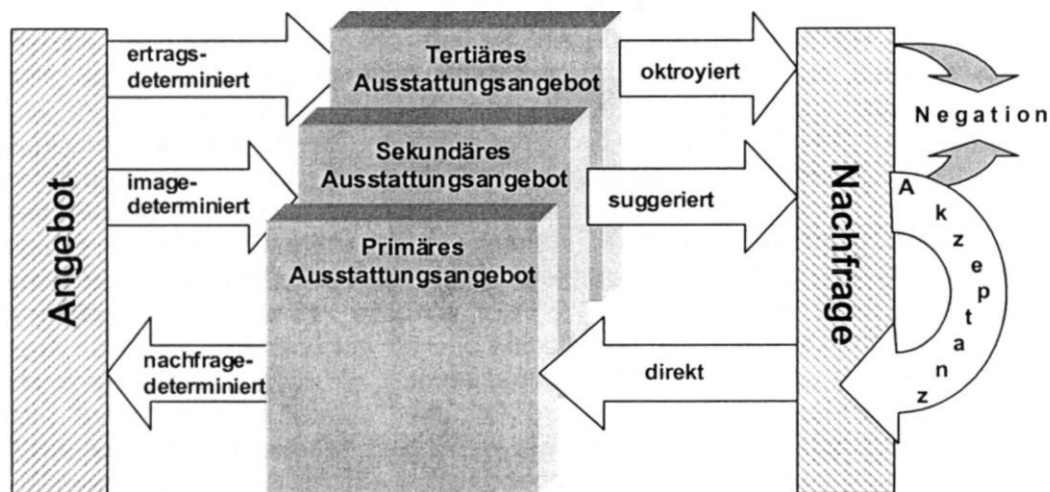 Angebot
ertrags-
determiniert
Tertiäres
Ausstattungsangebot
oktroyiert
Nachfrage
Negation
image-
determiniert
Sekundäres
Ausstattungsangebot
suggeriert
Akzeptanz
Primäres
Ausstattungsangebot
nachfrage-
determiniert
direkt